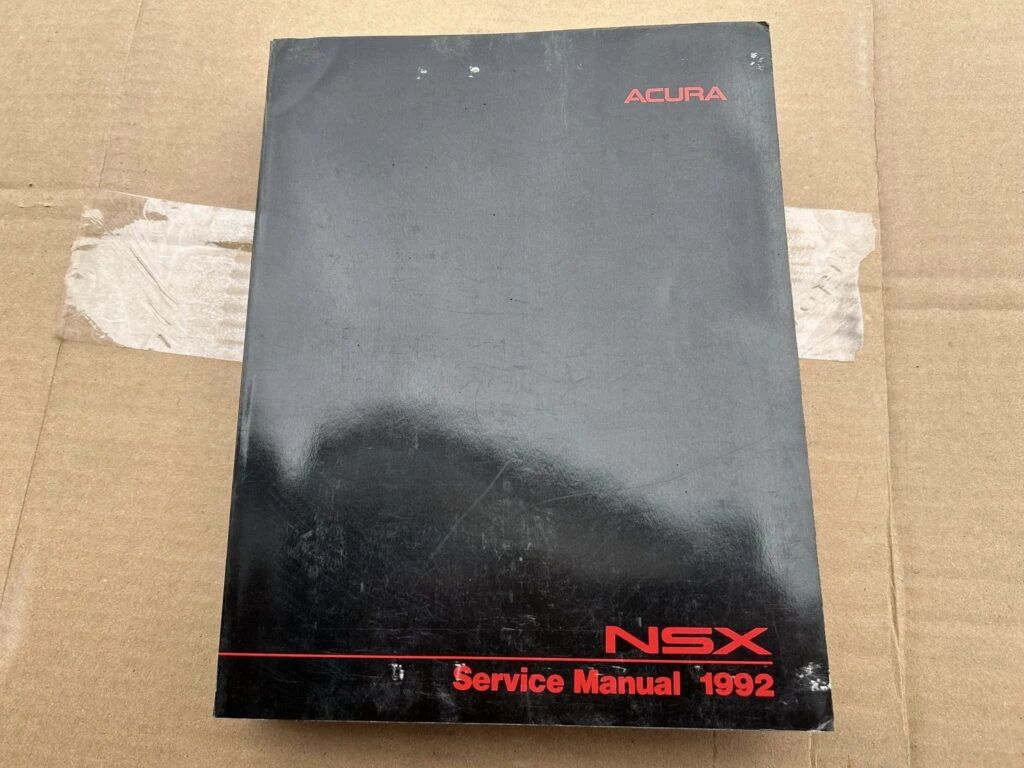 ACURA
NSX
Service Manual 1992